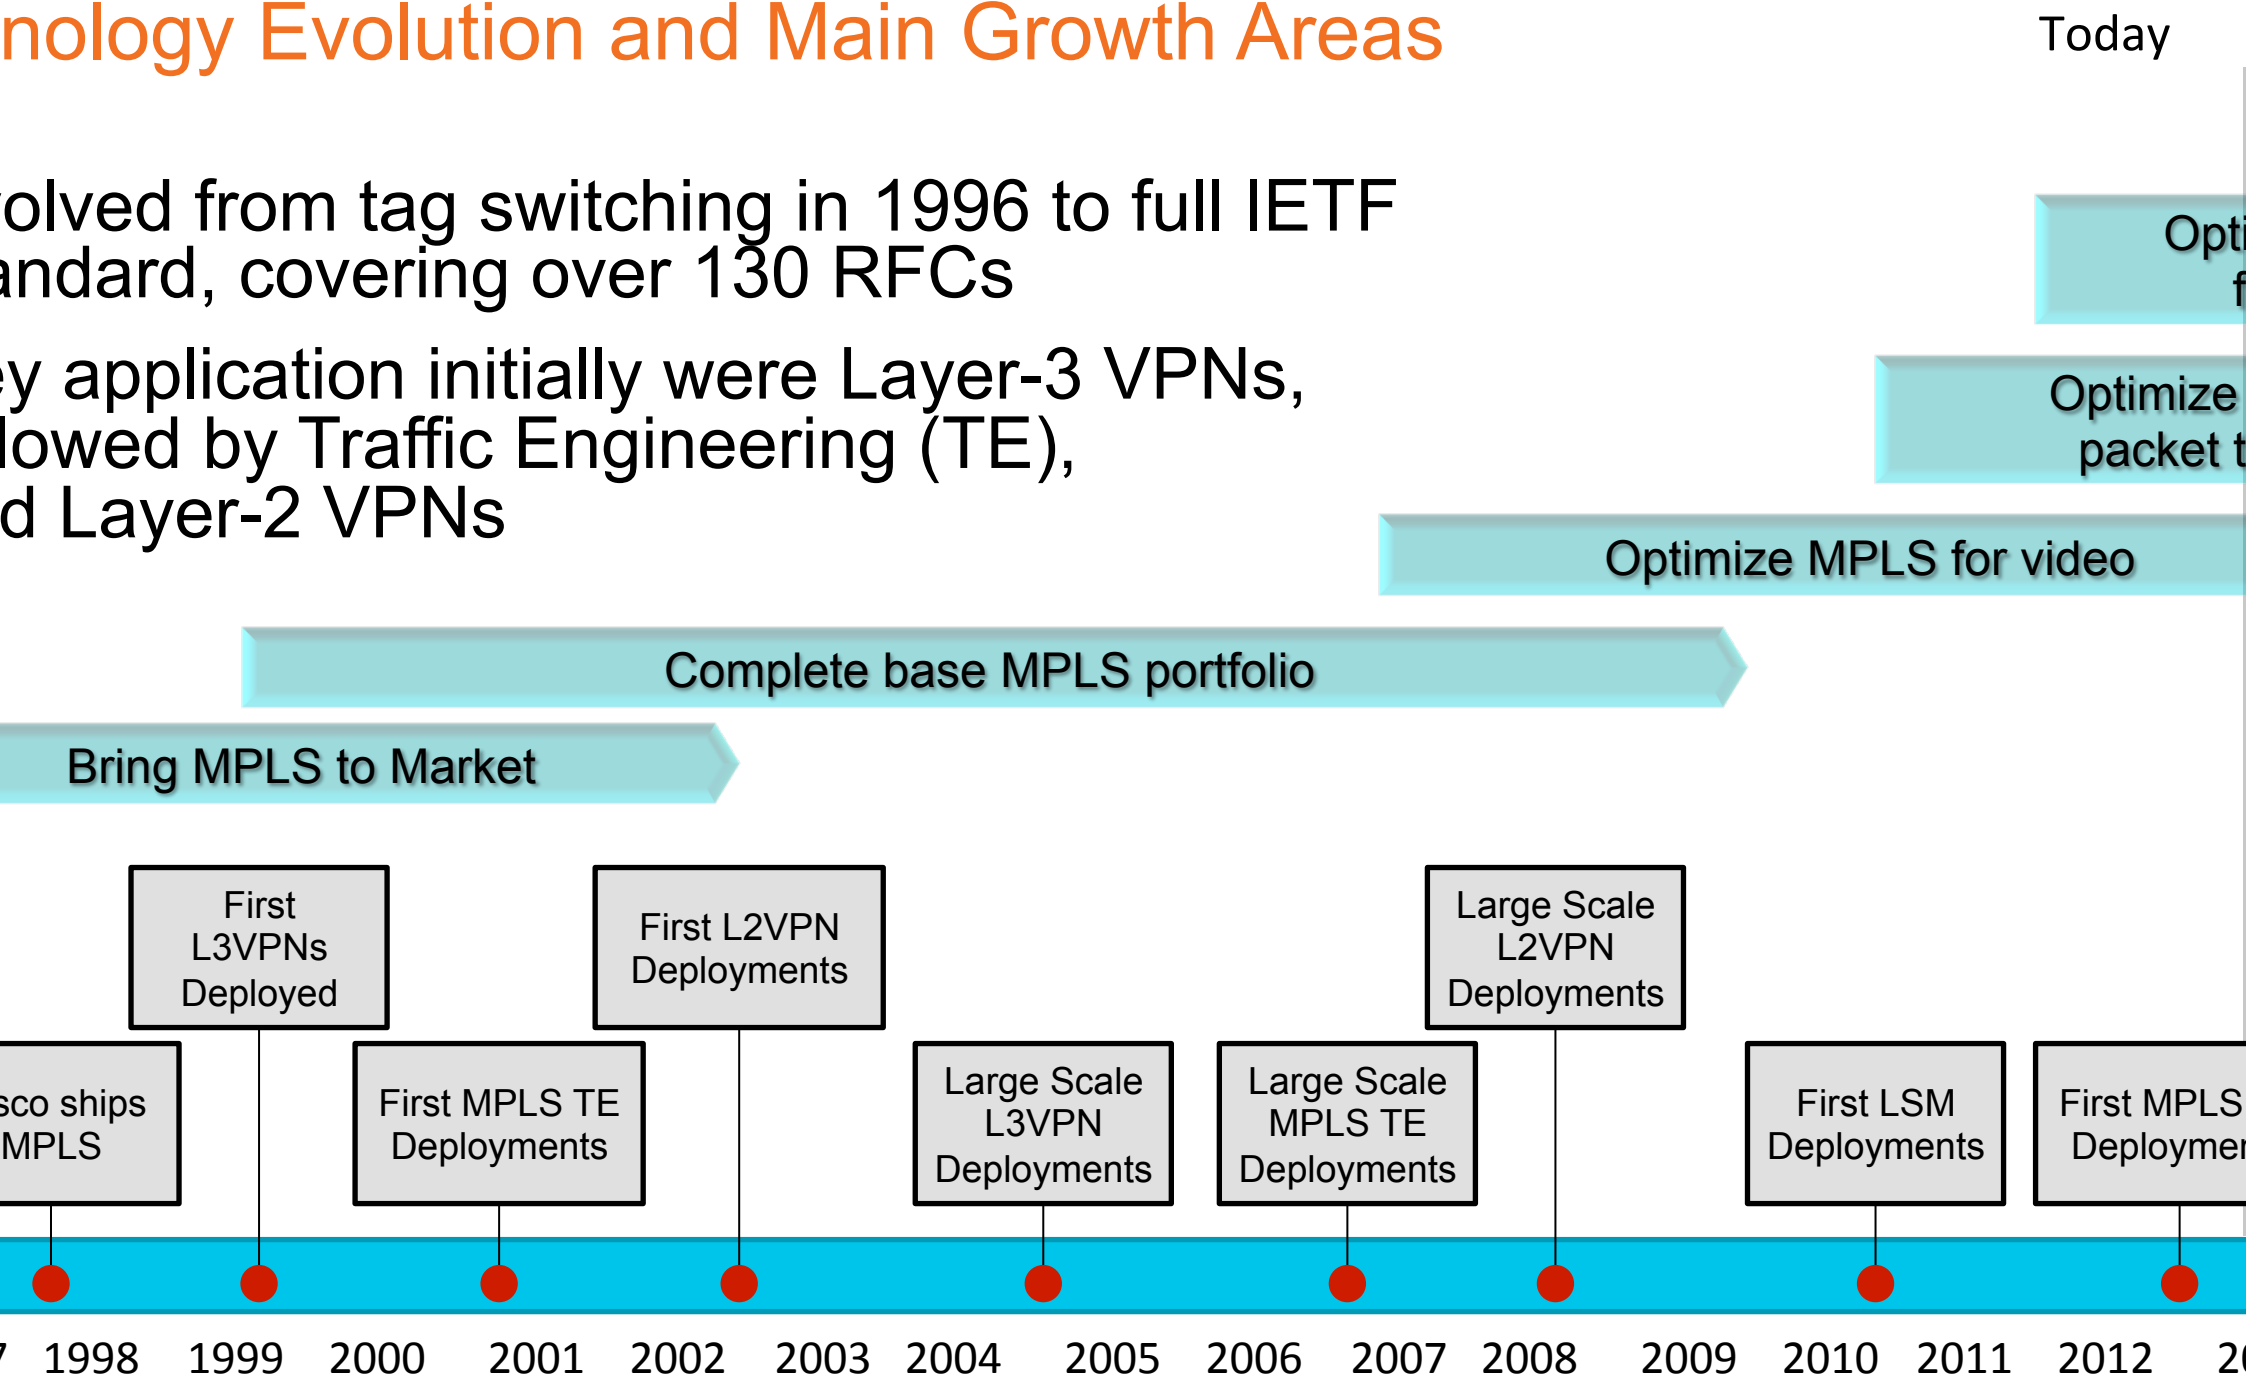 nology Evolution and Main Growth Areas
Today
volved from tag switching in 1996 to full IETF
andard, covering over 130 RFCs
ey application initially were Layer-3 VPNs,
lowed by Traffic Engineering (TE),
d Layer-2 VPNs
Opti
f
Optimize
packet t
Optimize MPLS for video
Complete base MPLS portfolio
Bring MPLS to Market
First
L3VPNs
Deployed
First L2VPN
Deployments
Large Scale
L2VPN
Deployments
sco ships
MPLS
First MPLS TE
Deployments
Large Scale
L3VPN
Deployments
Large Scale
MPLS TE
Deployments
First LSM
Deployments
First MPLS
Deploymen
7 1998 1999 2000 2001 2002 2003 2004 2005 2006 2007 2008 2009 2010 2011 2012 20